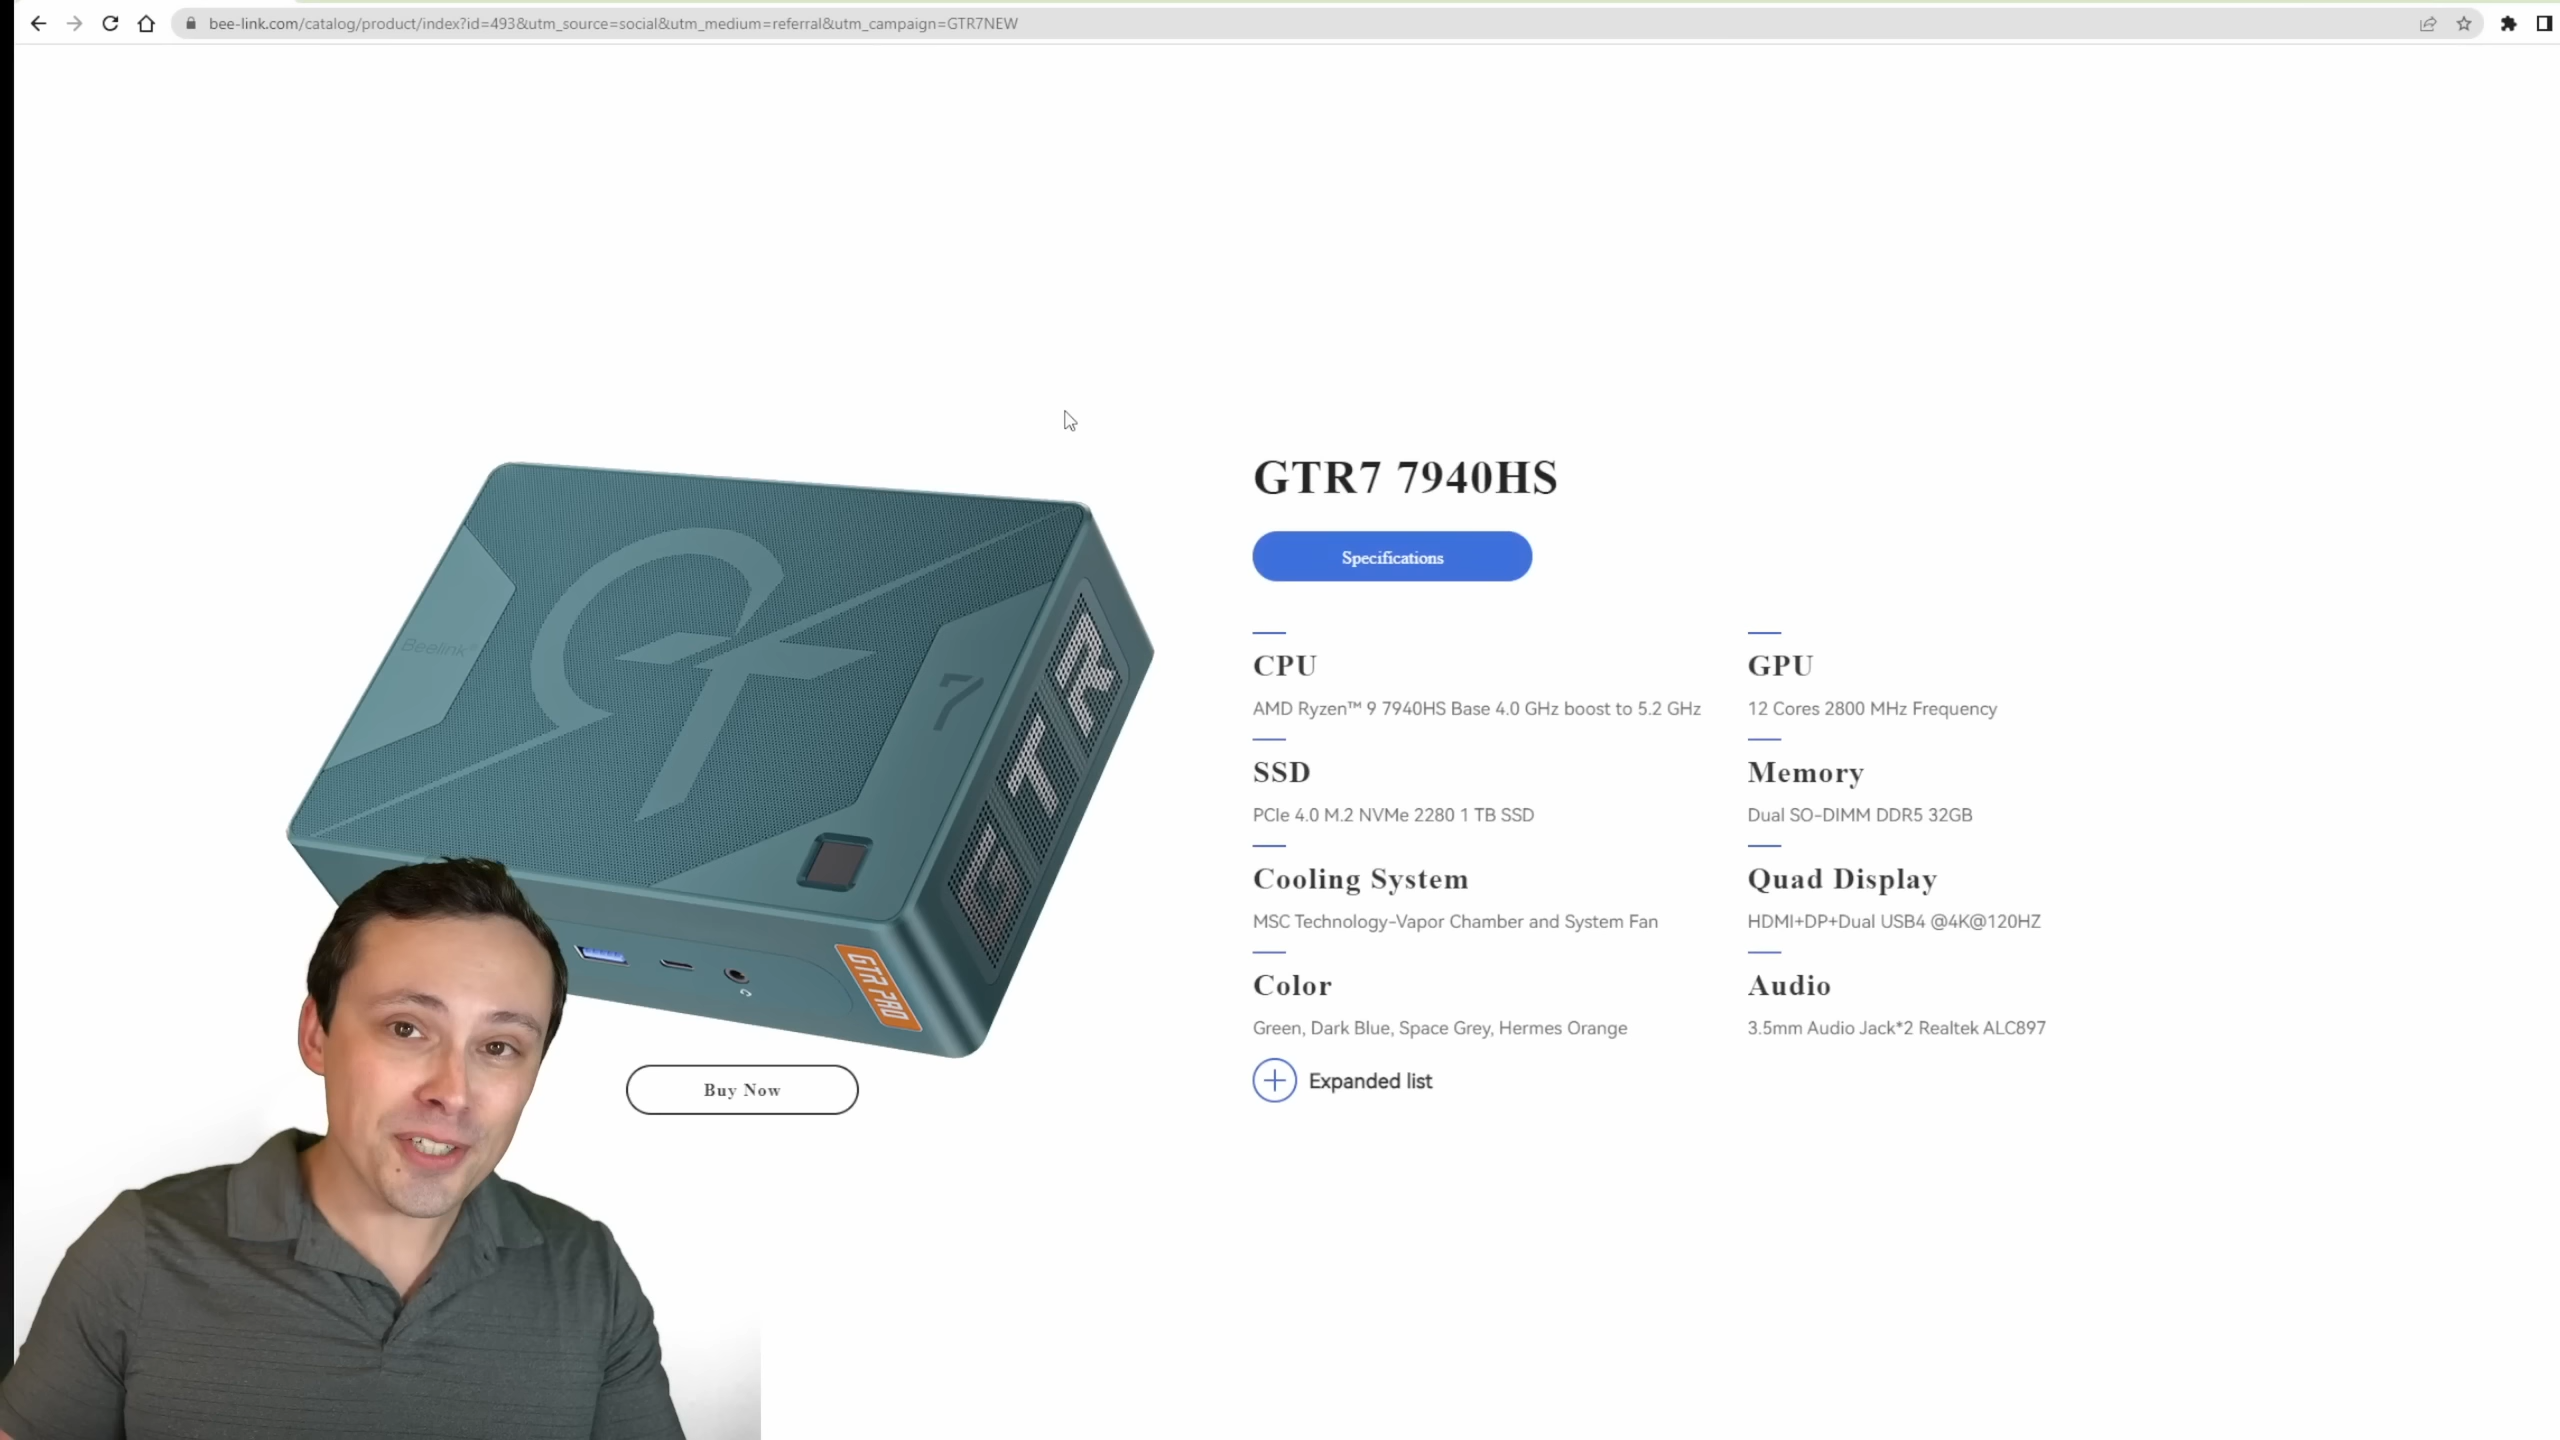 bee-link.com/catalog/product/index?id=493&utm_source=social&utm_medium=referral&utm_campaign=GTR7NEW
Beelink
GT
7
GTR
GTR PRO
Buy Now
GTR7 7940HS
Specifications
CPU
AMD Ryzen™ 9 7940HS Base 4.0 GHz boost to 5.2 GHz
GPU
12 Cores 2800 MHz Frequency
SSD
PCIe 4.0 M.2 NVMe 2280 1 TB SSD
Memory
Dual SO-DIMM DDR5 32GB
Cooling System
MSC Technology-Vapor Chamber and System Fan
Quad Display
HDMI+DP+Dual USB4 @4K@120HZ
Color
Green, Dark Blue, Space Grey, Hermes Orange
Audio
3.5mm Audio Jack*2 Realtek ALC897
Expanded list